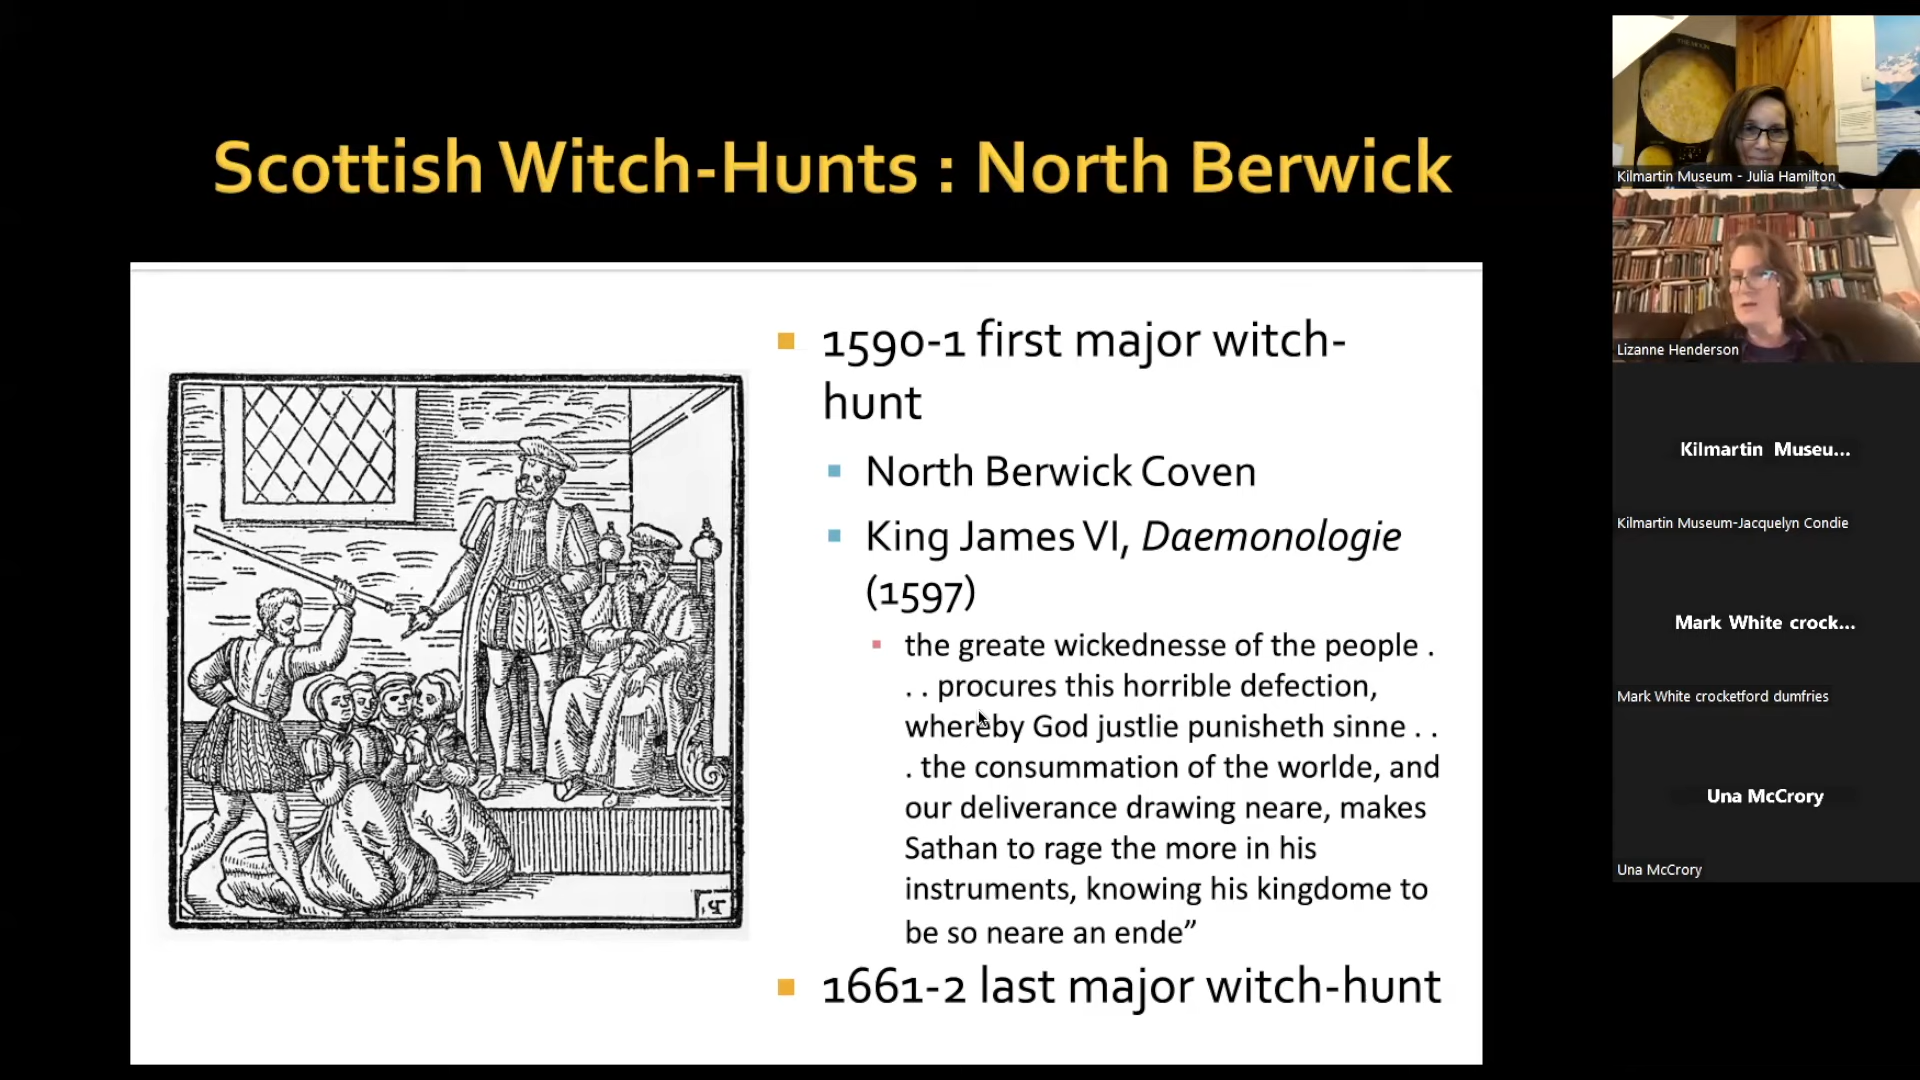 Scottish Witch-Hunts : North Berwick
1590-1 first major witch-
hunt
North Berwick Coven
King James VI, Daemonologie
(1597)
the greate wickednesse of the people .
. . procures this horrible defection,
whereby God justlie punisheth sinne . .
. the consummation of the worlde, and
our deliverance drawing neare, makes
Sathan to rage the more in his
instruments, knowing his kingdome to
be so neare an ende”
1661-2 last major witch-hunt
THE MOON
Kilmartin Museum - Julia Hamilton
Lizanne Henderson
Kilmartin Museu...
Kilmartin Museum-Jacquelyn Condie
Mark White crock...
Mark White crocketford dumfries
Una McCrory
Una McCrory